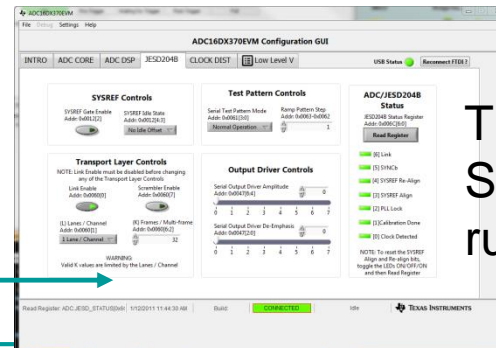 ADC16DX370EVM
File Debug Settings Help
ADC16DX370EVM Configuration GUI
INTRO ADC CORE ADC DSP JESD204B CLOCK DIST Low Level V USB Status Reconnect FTDI ?
SYSREF Controls
SYSREF Gate Enable
Addr: 0x0012[7]
SYSREF Idle State
Addr: 0x0012[4:3]
No Idle Offset
Test Pattern Controls
Serial Test Pattern Mode
Addr: 0x0061[3:0]
Normal Operation
Ramp Pattern Step
Addr: 0x0063-0x0062
1
ADC/JESD204B
Status
JESD204B Status Register
Addr: 0x006C[6:0]
Read Register
[6] Link
[5] SYNCb
[4] SYSREF Re-Align
[3] SYSREF Align
[2] PLL Lock
[1]Calibration Done
[0] Clock Detected
NOTE: To reset the SYSREF
Align and Re-align bits,
toggle the LEDs ON/OFF/ON
and then Read Register
Transport Layer Controls
NOTE: Link Enable must be disabled before changing
any of the Transport Layer Controls
Link Enable
Addr: 0x0060[0]
Scrambler Enable
Addr: 0x0060[7]
(L) Lanes / Channel
Addr: 0x0060[1]
1 Lane / Channel
(K) Frames / Multi-frame
Addr: 0x0060[6:2]
32
WARNING:
Valid K values are limited by the Lanes / Channel
Output Driver Controls
Serial Output Driver Amplitude
Addr: 0x0047[6:4]
0
0 1 2 3 4 5 6 7
Serial Output Driver De-Emphasis
Addr: 0x0047[2:0]
0
0 1 2 3 4 5 6 7
T
S
ru
1/12/2011 11:44:30 AM Build: CONNECTED Idle TEXAS INSTRUMENTS